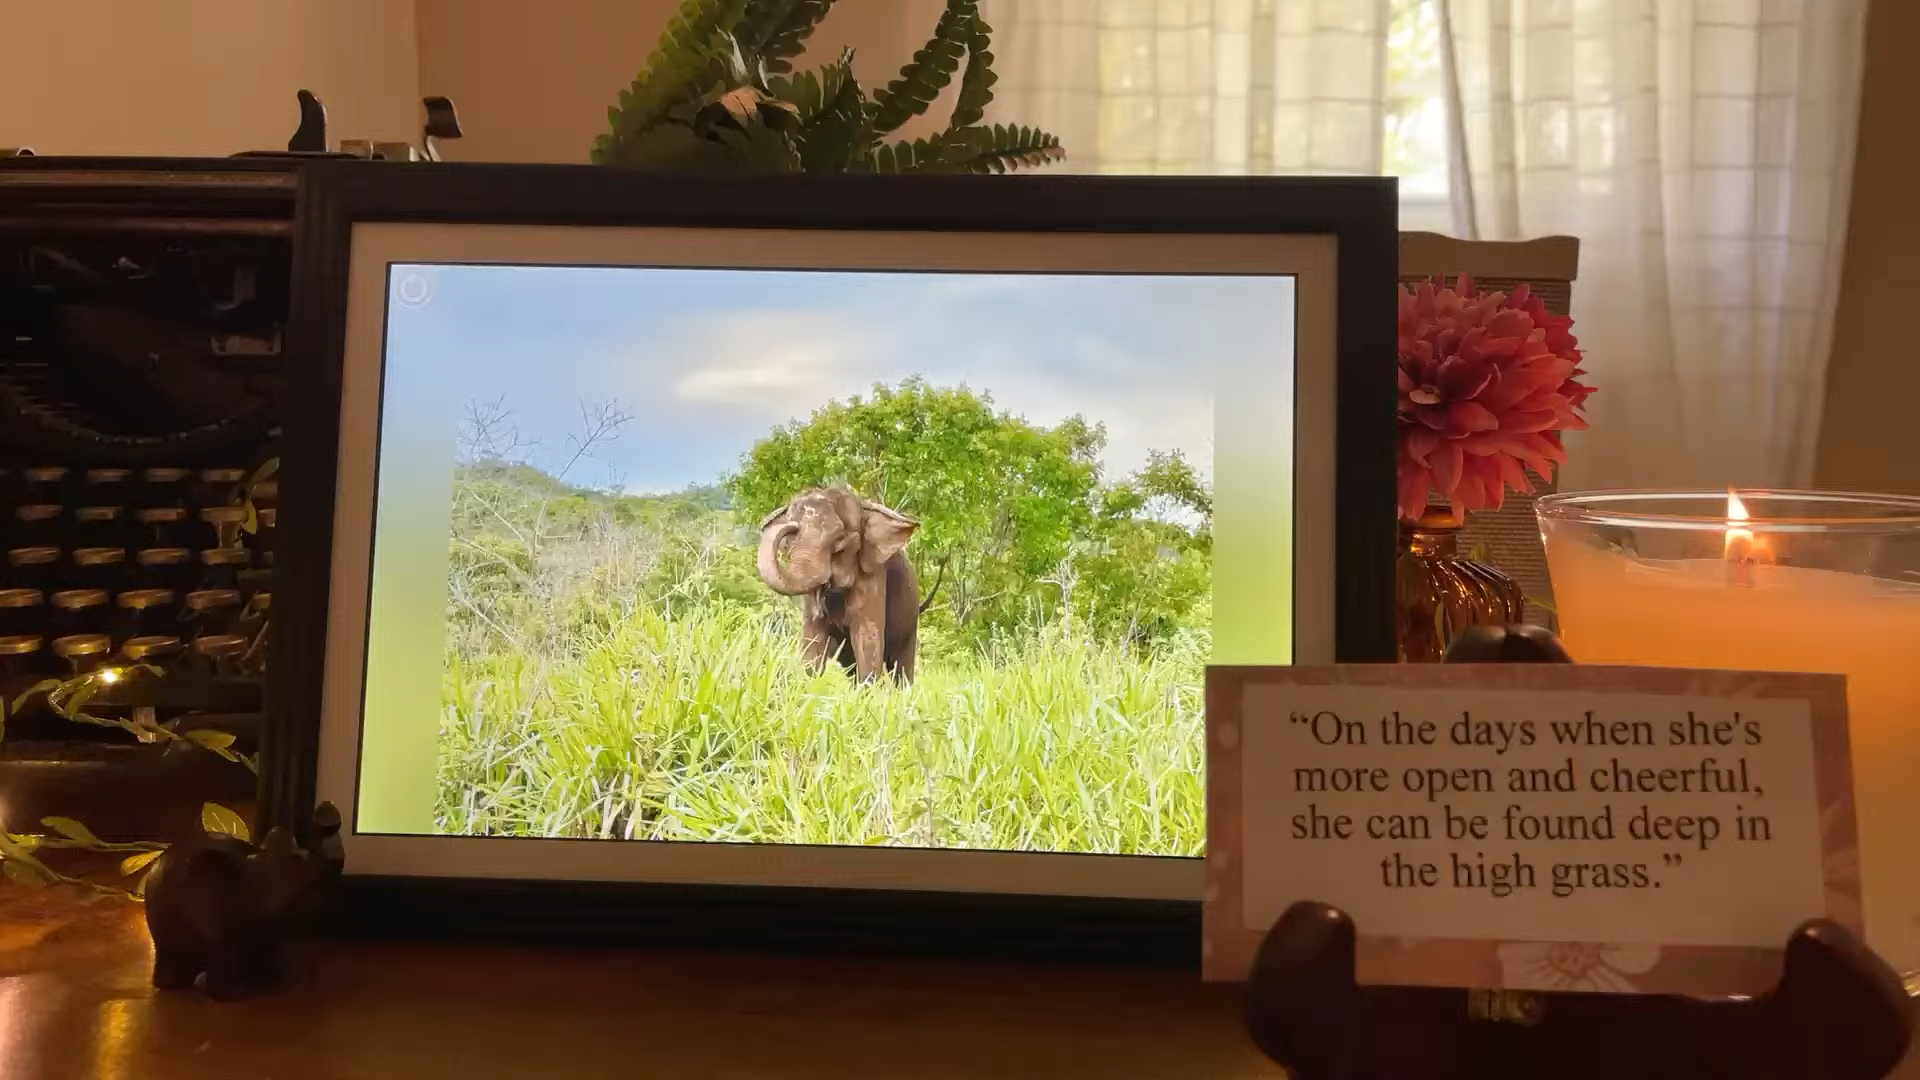 “On the days when she's
more open and cheerful,
she can be found deep in
the high grass.”